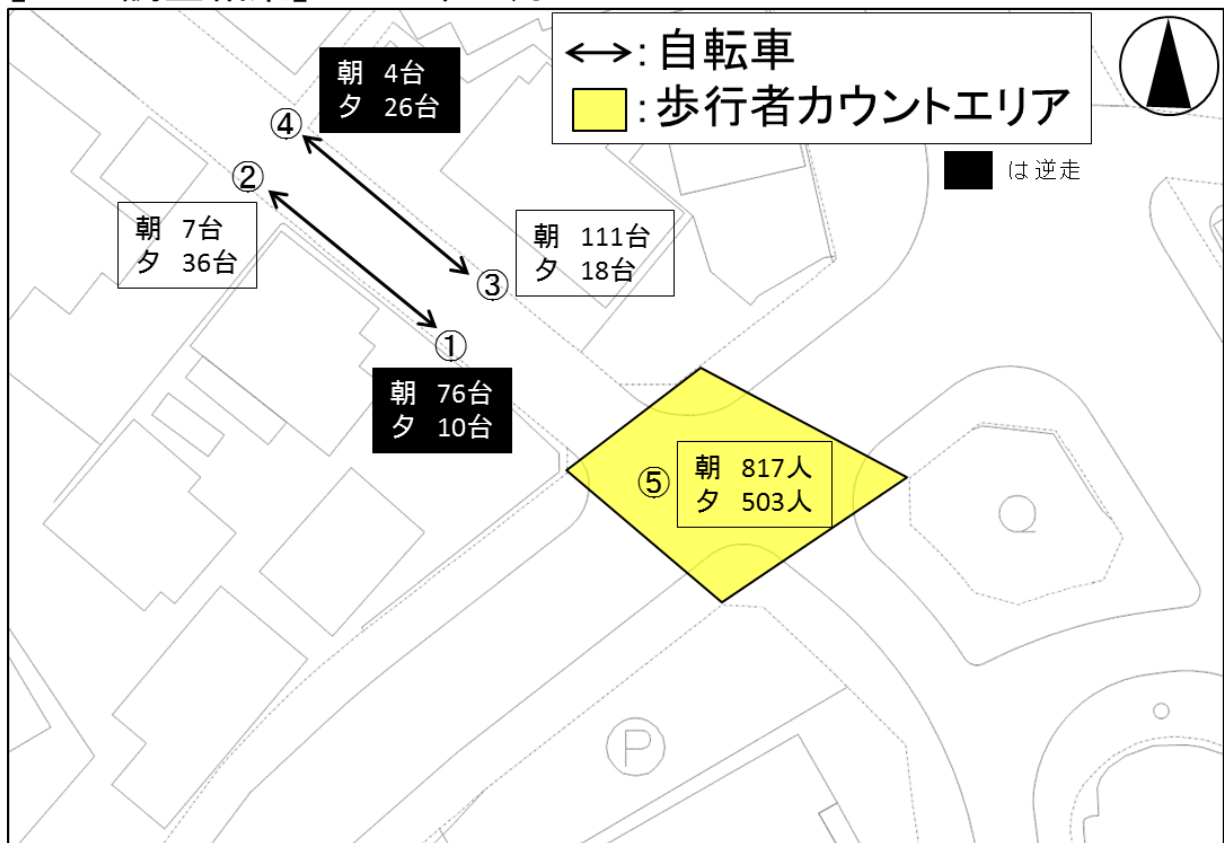 ←→: 自転車
: 歩行者カウントエリア
は逆走
朝 4台
夕 26台
④
②
朝 7台
夕 36台
朝 111台
夕 18台
③
①
朝 76台
夕 10台
⑤
朝 817人
夕 503人
P